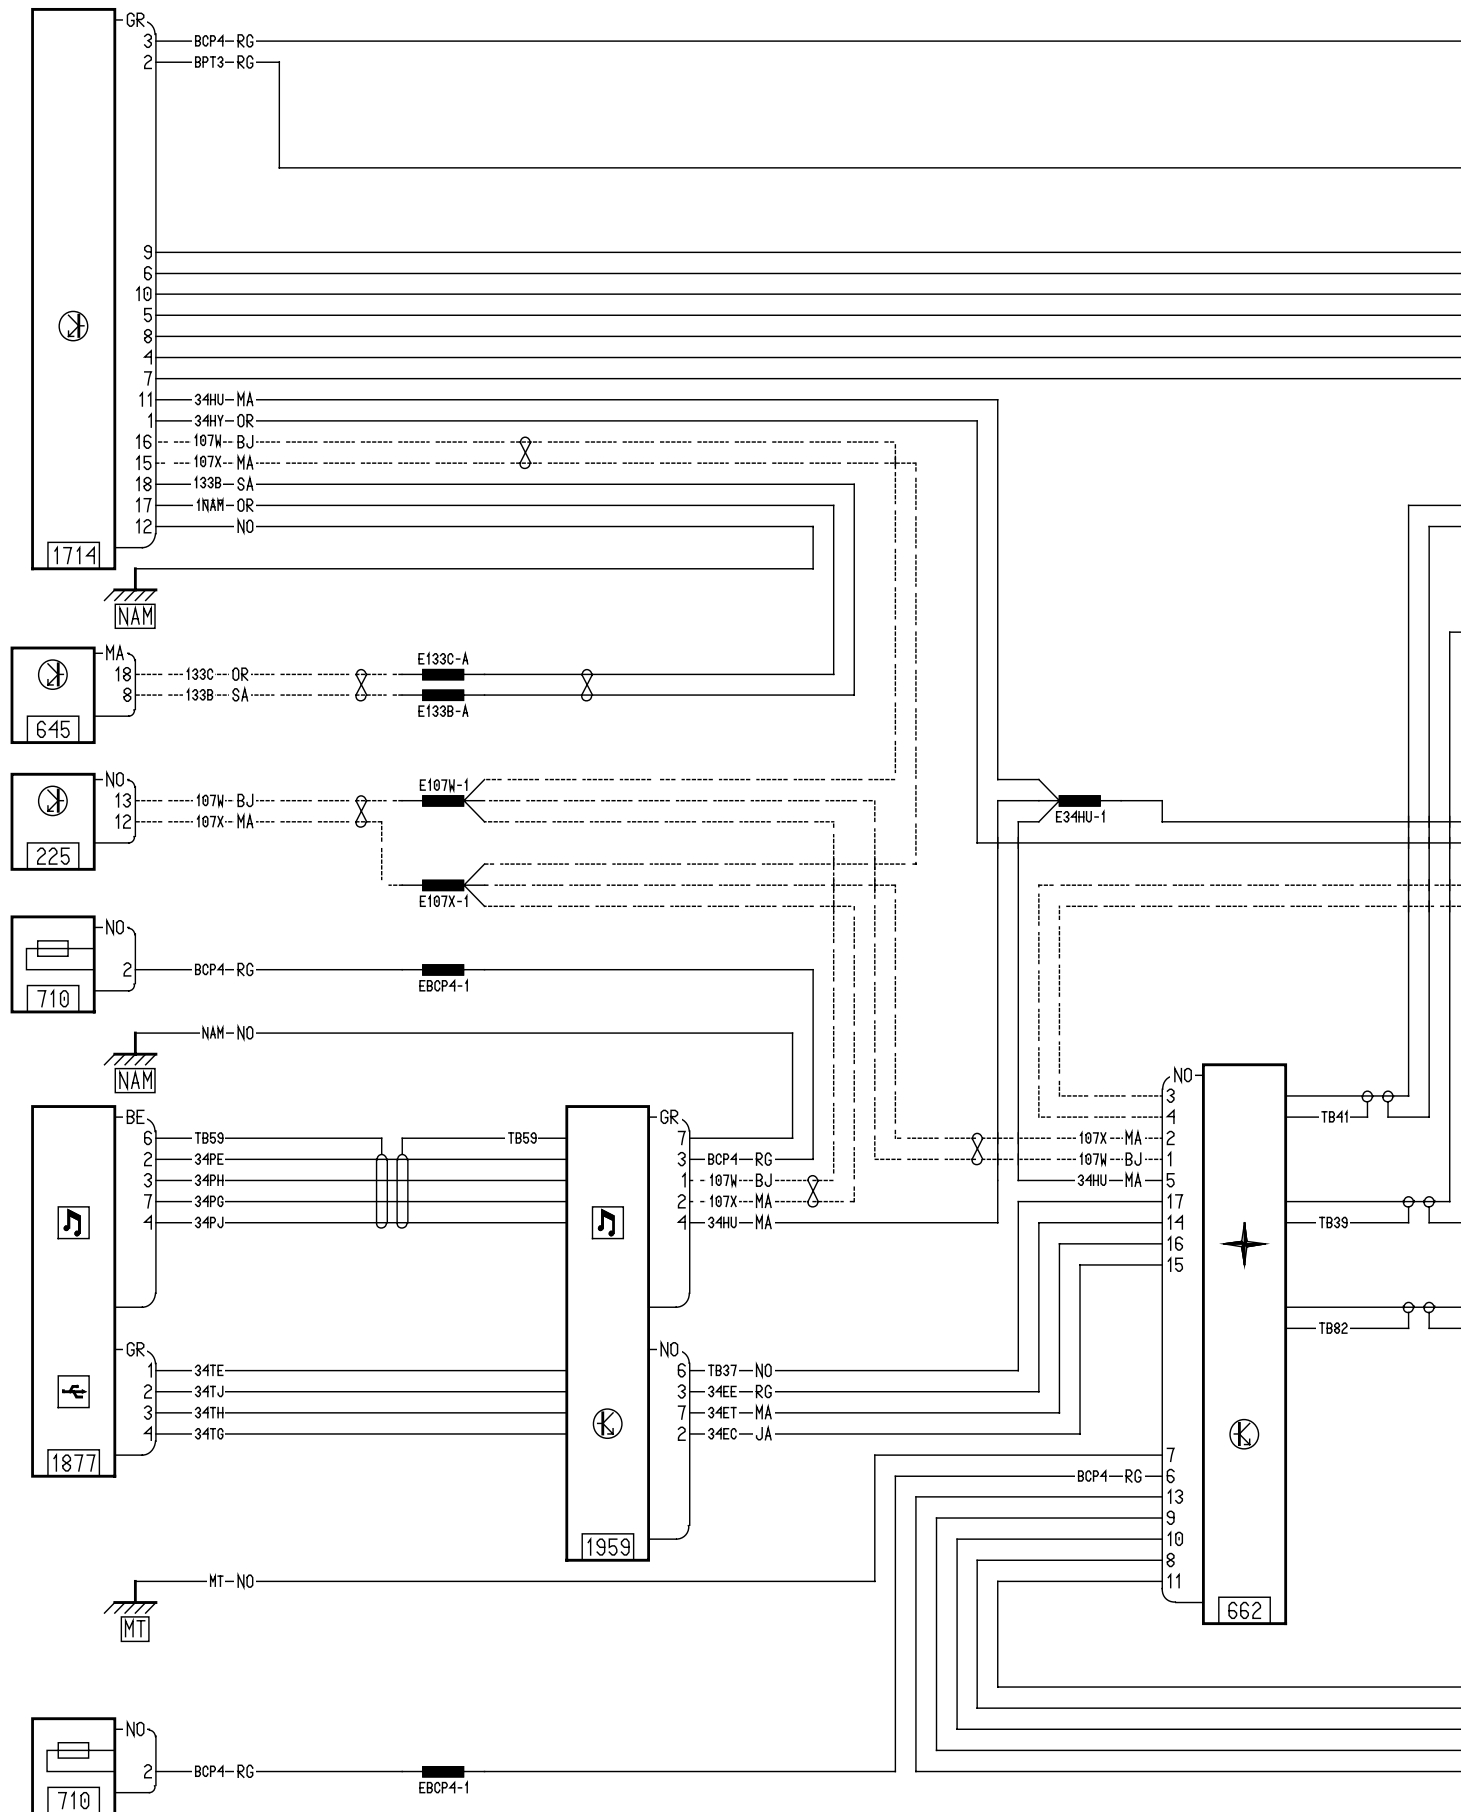 GR
3 BCP4 RG
2 BPT3 RG
9
6
10
5
8
4
7
11 34HU MA
1 34HY OR
16 107W BJ
15 107X MA
18 133B SA
17 OR
12 NO
1714
NAM
MA
18 133C OR
8 133B SA
645
E133C-A
E133B-A
NO
13 107W BJ
12 107X MA
225
E107W-1
E107X-1
E34HU-1
NO
2 BCP4 RG
710
EBCP4-1
NAM NO
NAM
BE
6 TB59 TB59
2 34PE
3 34PH
7 34PG
4 34PJ
GR
1 34TE
2 34TJ
3 34TH
4 34TG
1877
GR
7
3 BCP4 RG
1 107W BJ
2 107X MA
4 34HU MA
NO
6 TB37 NO
3 34EE RG
7 34ET MA
2 34EC JA
1959
NO
3
4
107X MA 2
107W BJ 1
34HU MA 5
17
14
16
15
7
BCP4 RG 6
13
9
10
8
11
662
TB41
TB39
TB82
MT NO
MT
NO
2 BCP4 RG
710
EBCP4-1